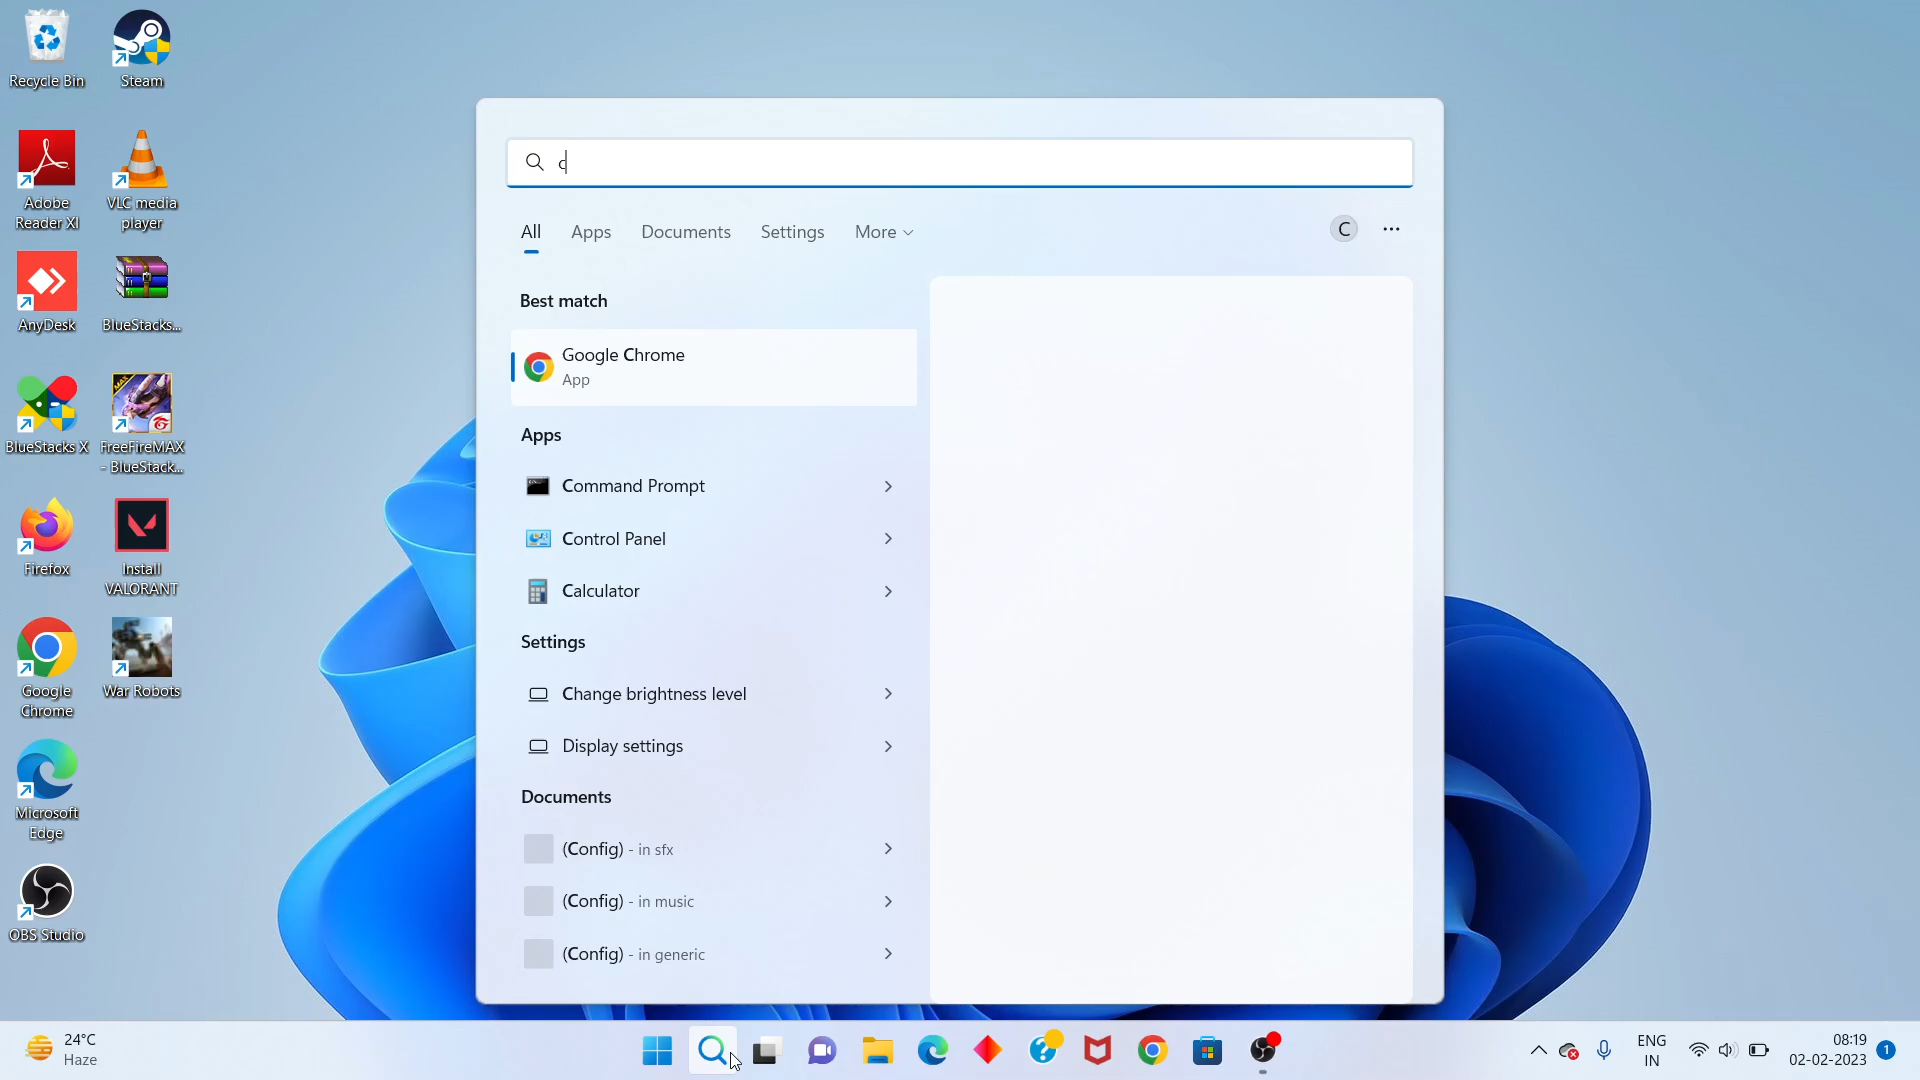 Recycle Bin
Steam
Adobe
Reader XI
VLC media
player
AnyDesk
BlueStacks...
BlueStacks X
FreeFireMAX
- BlueStack...
Firefox
Install
VALORANT
Google
Chrome
War Robots
Microsoft
Edge
OBS Studio
c
All Apps Documents Settings More
C
Best match
Google Chrome
App
Apps
Command Prompt
Control Panel
Calculator
Settings
Change brightness level
Display settings
Documents
(Config) - in sfx
(Config) - in music
(Config) - in generic
24°C
Haze
ENG
IN
08:19
02-02-2023
1